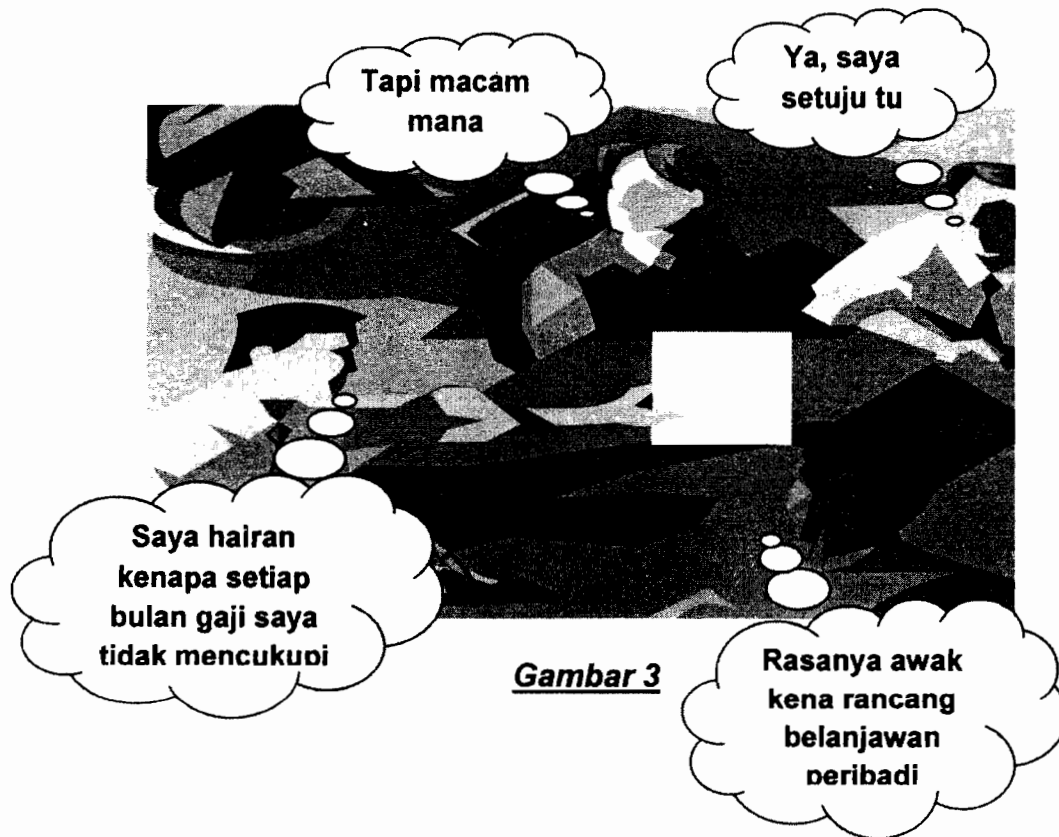 Tapi macam
mana
Ya, saya
setuju tu
Saya hairan
kenapa setiap
bulan gaji saya
tidak mencukupi
Rasanya awak
kena rancang
belanjawan
peribadi
Gambar 3